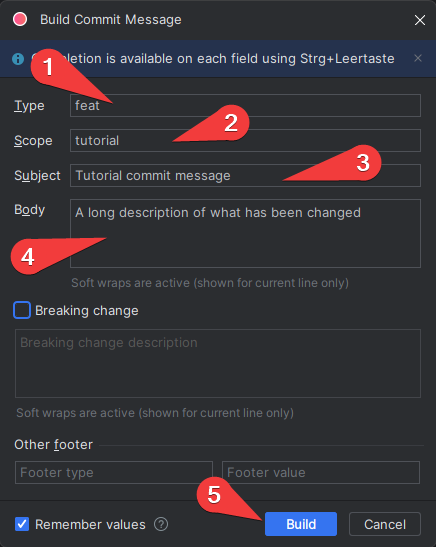 Build Commit Message
etion is available on each field using Strg+Leertaste
1
Type feat
2
Scope tutorial
Subject Tutorial commit message
3
Body A long description of what has been changed
4
Soft wraps are active (shown for current line only)
Breaking change
Breaking change description
Soft wraps are active (shown for current line only)
Other footer
Footer type Footer value
5
Remember values ? Build Cancel